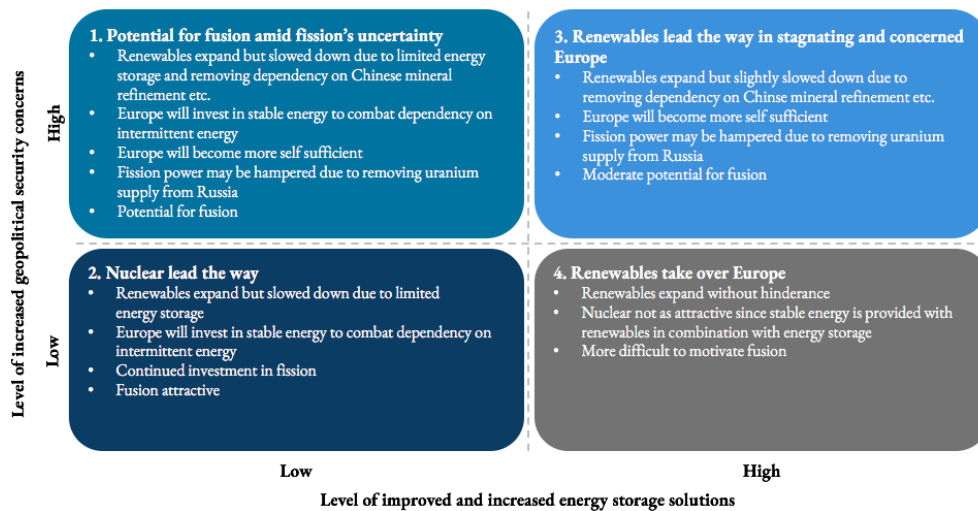 1. Potential for fusion amid fission's uncertainty
• Renewables expand but slowed down due to limited energy
storage and removing dependency on Chinese mineral
refinement etc.
• Europe will invest in stable energy to combat dependency on
intermittent energy
• Europe will become more self sufficient
• Fission power may be hampered due to removing uranium
supply from Russia
• Potential for fusion
3. Renewables lead the way in stagnating and concerned
Europe
• Renewables expand but slightly slowed down due to
removing dependency on Chinse mineral refinement etc.
• Europe will become more self sufficient
• Fission power may be hampered due to removing uranium
supply from Russia
• Moderate potential for fusion
2. Nuclear lead the way
• Renewables expand but slowed down due to limited
energy storage
• Europe will invest in stable energy to combat dependency on
intermittent energy
• Continued investment in fission
• Fusion attractive
4. Renewables take over Europe
• Renewables expand without hinderance
• Nuclear not as attractive since stable energy is provided with
renewables in combination with energy storage
• More difficult to motivate fusion
Level of increased geopolitical security concerns
High
Low
Low
High
Level of improved and increased energy storage solutions